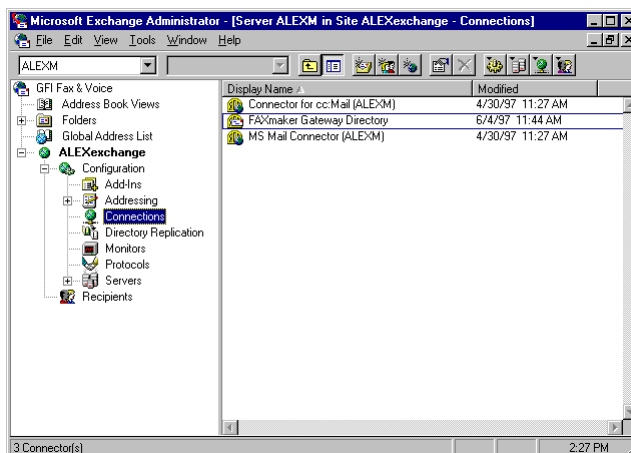 Microsoft Exchange Administrator - [Server ALEXM in Site ALEXexchange - Connections]
File Edit View Tools Window Help
ALEXM
GFI Fax & Voice
Address Book Views
Folders
Global Address List
ALEXexchange
Configuration
Add-Ins
Addressing
Connections
Directory Replication
Monitors
Protocols
Servers
Recipients
Display Name Modified
Connector for cc:Mail (ALEXM) 4/30/97 11:27 AM
FAXmaker Gateway Directory 6/4/97 11:44 AM
MS Mail Connector (ALEXM) 4/30/97 11:27 AM
3 Connector(s) 2:27 PM